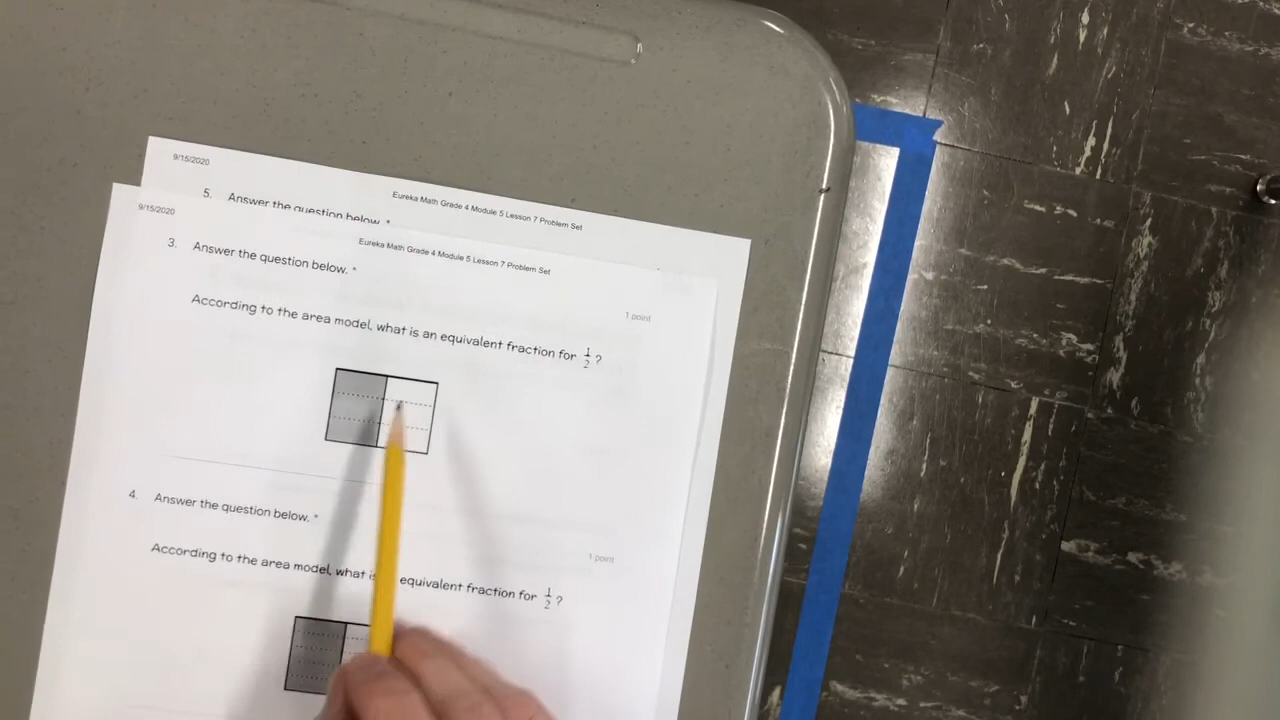 9/15/2020
Eureka Math Grade 4 Module 5 Lesson 7 Problem Set
5. Answer the question below. *
9/15/2020
Eureka Math Grade 4 Module 5 Lesson 7 Problem Set
3. Answer the question below. *
1 point
According to the area model, what is an equivalent fraction for 1/2 ?
4. Answer the question below. *
1 point
According to the area model, what equivalent fraction for 1/2 ?